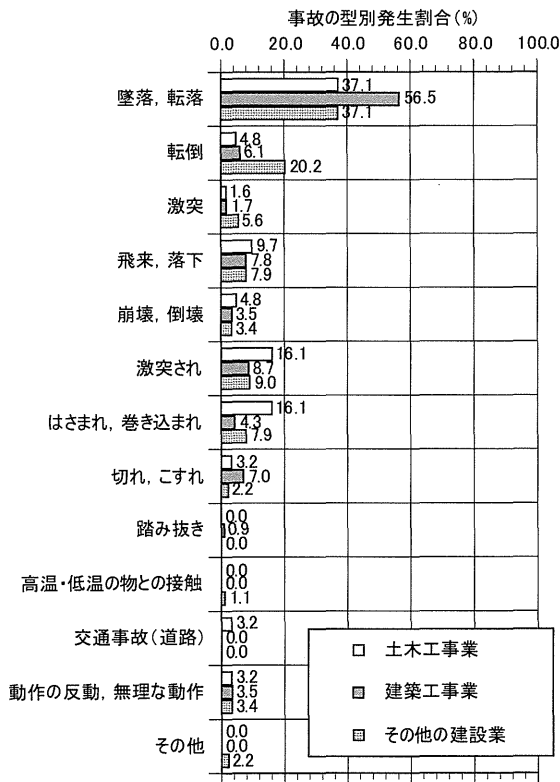 事故の型別発生割合(%)
0.0 20.0 40.0 60.0 80.0 100.0
墜落, 転落
37.1
56.5
37.1
転倒
4.8
6.1
20.2
激突
1.6
1.7
5.6
飛来, 落下
9.7
7.8
7.9
崩壊, 倒壊
4.8
3.5
3.4
激突され
16.1
8.7
9.0
はさまれ, 巻き込まれ
16.1
4.3
7.9
切れ, こすれ
3.2
7.0
2.2
踏み抜き
0.0
0.9
0.0
高温・低温の物との接触
0.0
0.0
1.1
交通事故(道路)
3.2
0.0
0.0
動作の反動, 無理な動作
3.2
3.5
3.4
その他
0.0
0.0
2.2
土木工事業
建築工事業
その他の建設業